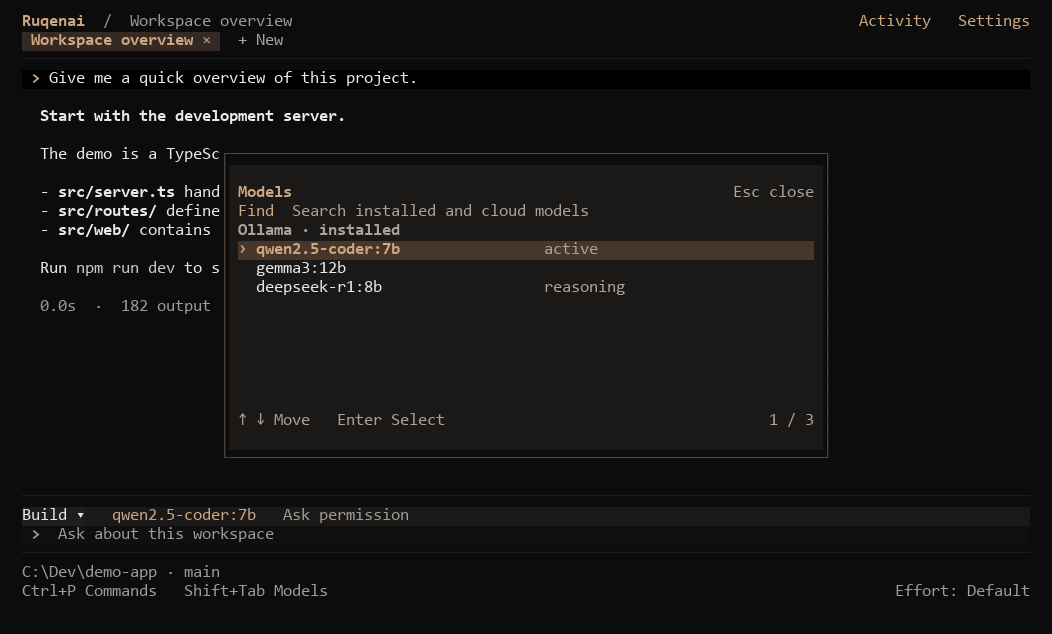 Ruqenai / Workspace overview Activity Settings
Workspace overview × + New
> Give me a quick overview of this project.
Start with the development server.
The demo is a TypeSc
- src/server.ts hand
- src/routes/ define
- src/web/ contains
Run npm run dev to s
0.0s · 182 output
Models Esc close
Find Search installed and cloud models
Ollama · installed
› qwen2.5-coder:7b active
gemma3:12b
deepseek-r1:8b reasoning
↑ ↓ Move Enter Select 1 / 3
Build ▾ qwen2.5-coder:7b Ask permission
> Ask about this workspace
C:\Dev\demo-app · main
Ctrl+P Commands Shift+Tab Models Effort: Default